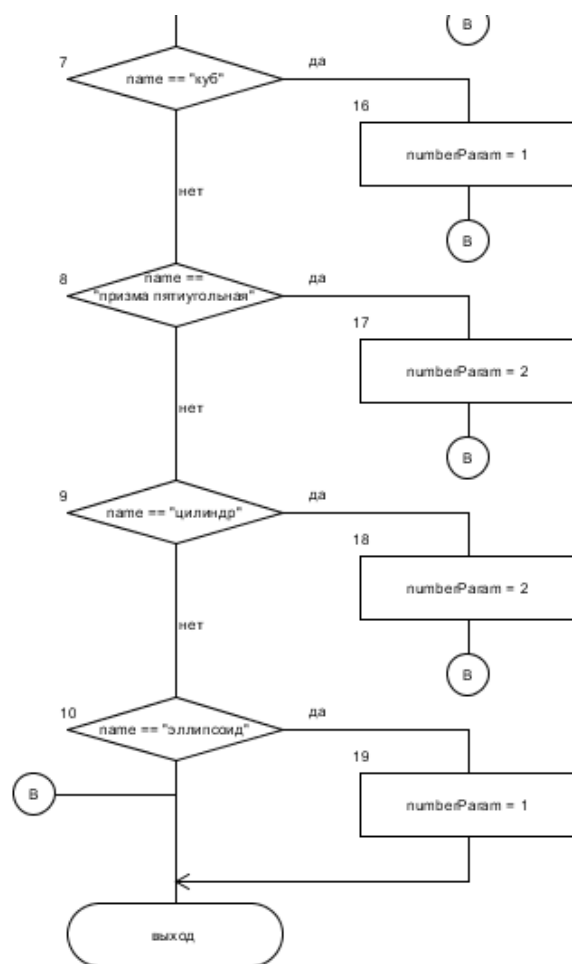 В
7
name == "куб"
да
16
numberParam = 1
нет
В
8
name ==
"призма пятиугольная"
да
17
numberParam = 2
нет
В
9
name == "цилиндр"
да
18
numberParam = 2
нет
В
10
name == "эллипсоид"
да
19
numberParam = 1
В
выход